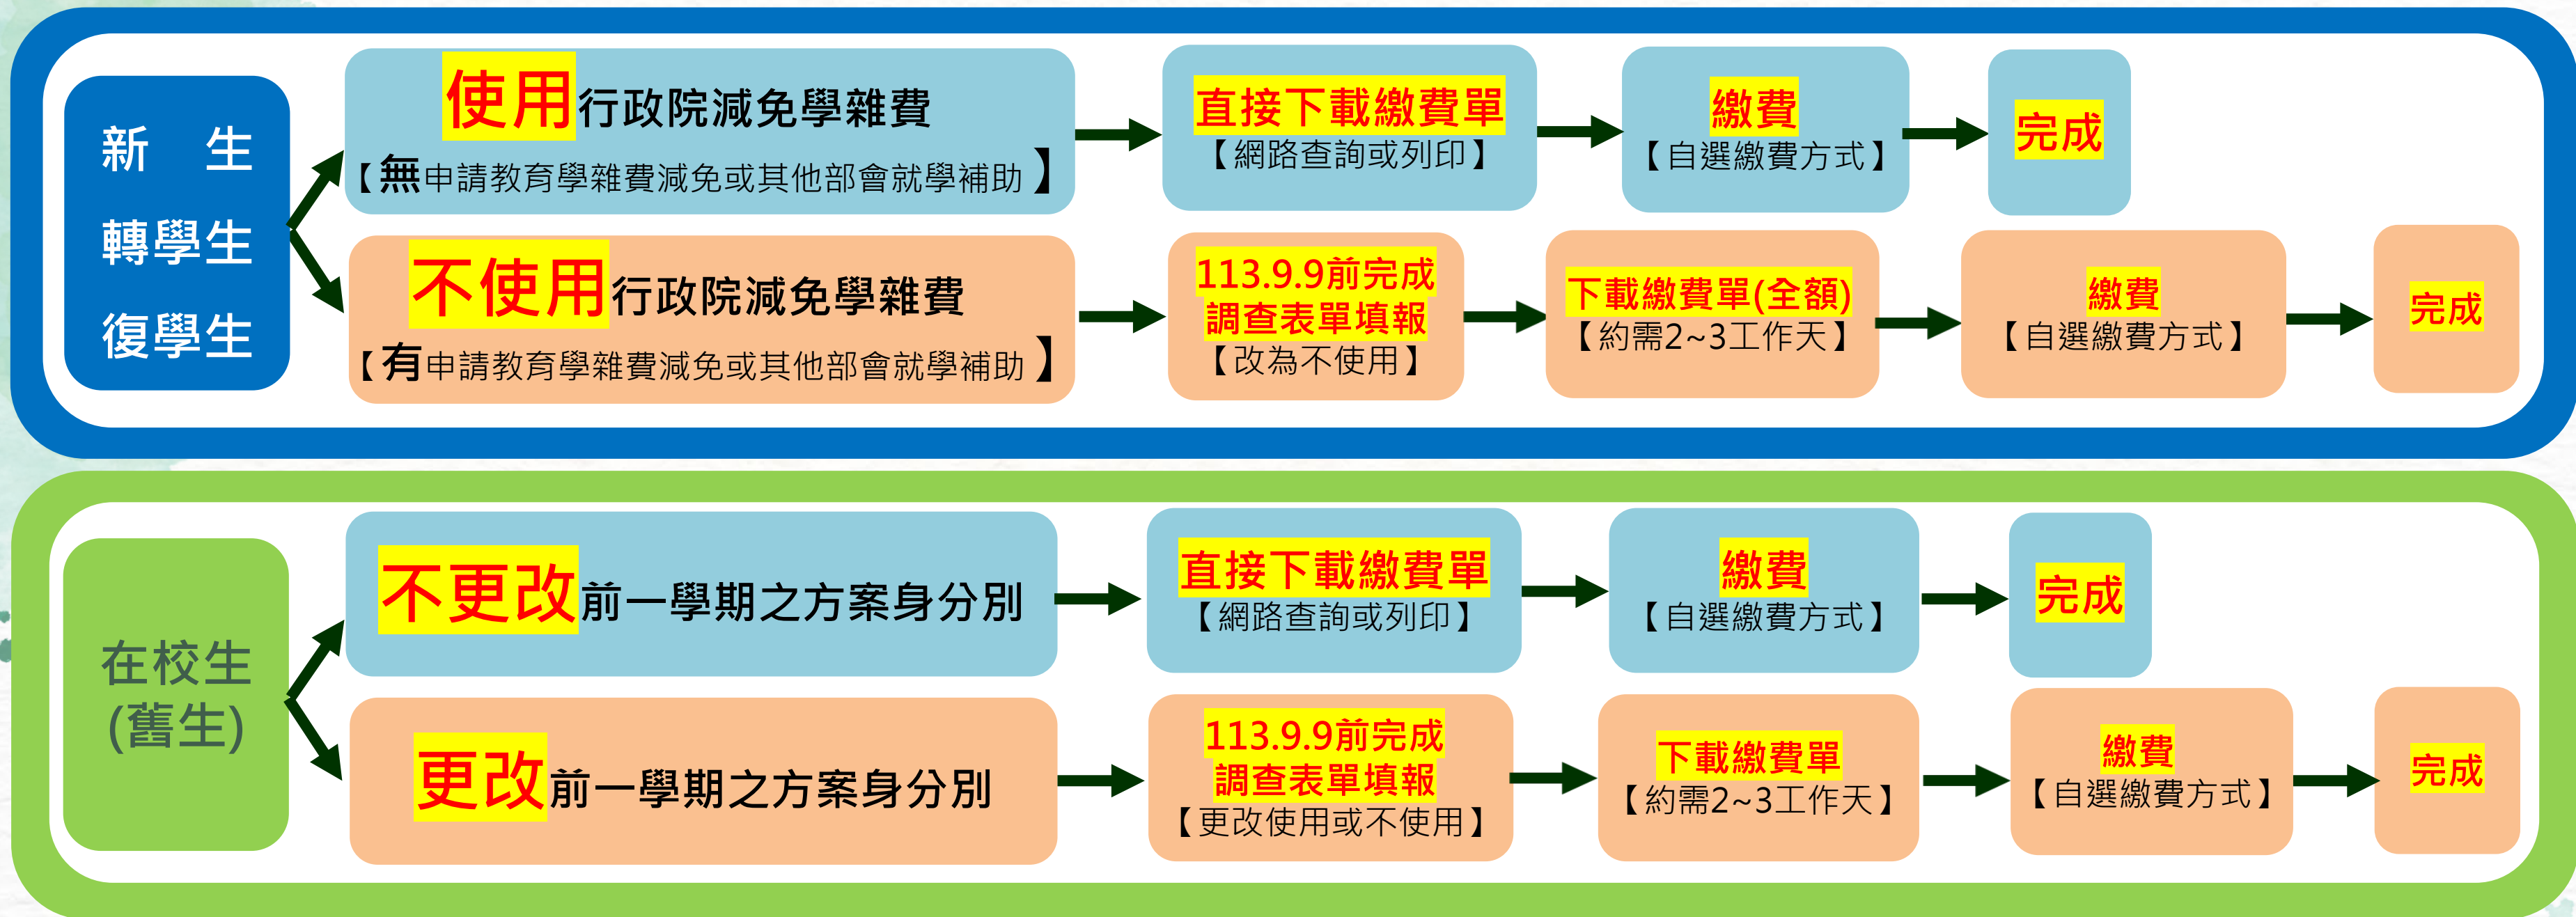 新　生
轉學生
復學生
使用行政院減免學雜費
【無申請教育學雜費減免或其他部會就學補助】
直接下載繳費單
【網路查詢或列印】
繳費
【自選繳費方式】
完成
不使用行政院減免學雜費
【有申請教育學雜費減免或其他部會就學補助】
113.9.9前完成
調查表單填報
【改為不使用】
下載繳費單(全額)
【約需2~3工作天】
繳費
【自選繳費方式】
完成
在校生
(舊生)
不更改前一學期之方案身分別
直接下載繳費單
【網路查詢或列印】
繳費
【自選繳費方式】
完成
更改前一學期之方案身分別
113.9.9前完成
調查表單填報
【更改使用或不使用】
下載繳費單
【約需2~3工作天】
繳費
【自選繳費方式】
完成